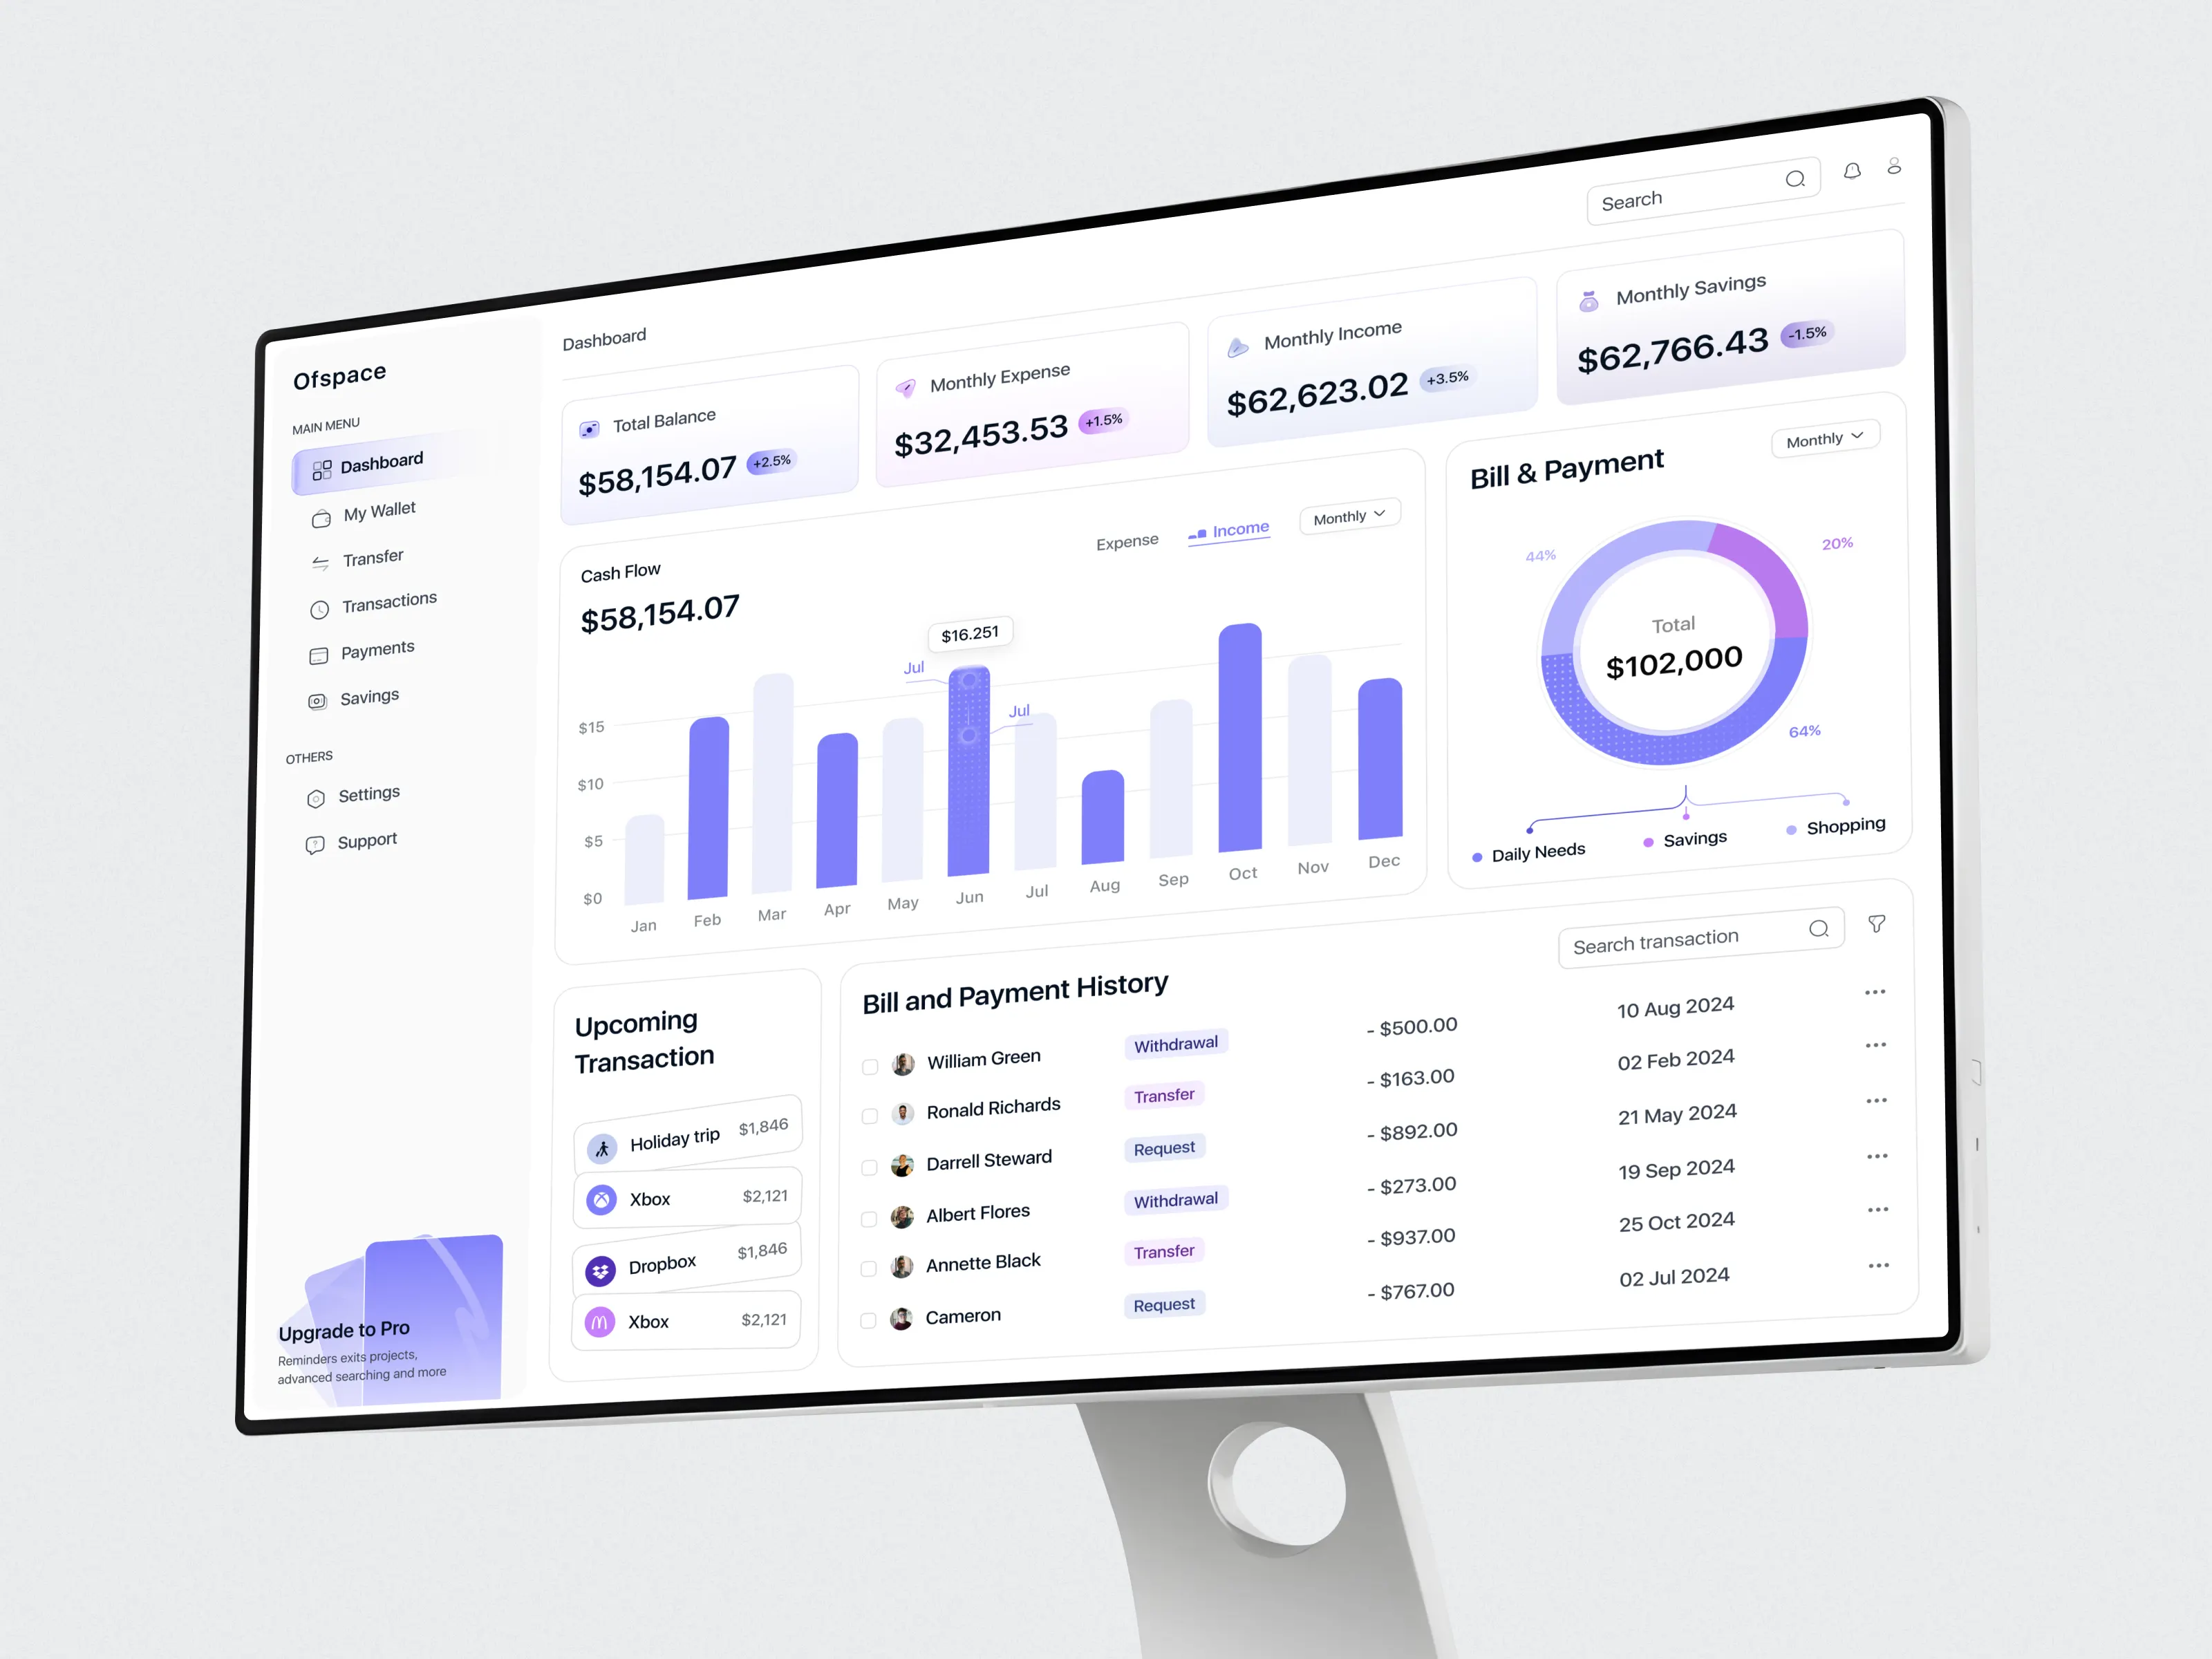 Ofspace
MAIN MENU
Dashboard
My Wallet
Transfer
Transactions
Payments
Savings
OTHERS
Settings
Support
Upgrade to Pro
Reminders exits projects,
advanced searching and more
Dashboard
Search
Total Balance
$58,154.07 +2.5%
Monthly Expense
$32,453.53 +1.5%
Monthly Income
$62,623.02 +3.5%
Monthly Savings
$62,766.43 -1.5%
Cash Flow
$58,154.07
Expense Income Monthly
$16.251
Jul
Jul
$15
$10
$5
$0
Jan Feb Mar Apr May Jun Jul Aug Sep Oct Nov Dec
Bill & Payment Monthly
44% 20%
Total
$102,000
64%
Daily Needs Savings Shopping
Upcoming
Transaction
Holiday trip $1,846
Xbox $2,121
Dropbox $1,846
Xbox $2,121
Bill and Payment History Search transaction
William Green Withdrawal - $500.00 10 Aug 2024
Ronald Richards Transfer - $163.00 02 Feb 2024
Darrell Steward Request - $892.00 21 May 2024
Albert Flores Withdrawal - $273.00 19 Sep 2024
Annette Black Transfer - $937.00 25 Oct 2024
Cameron Request - $767.00 02 Jul 2024